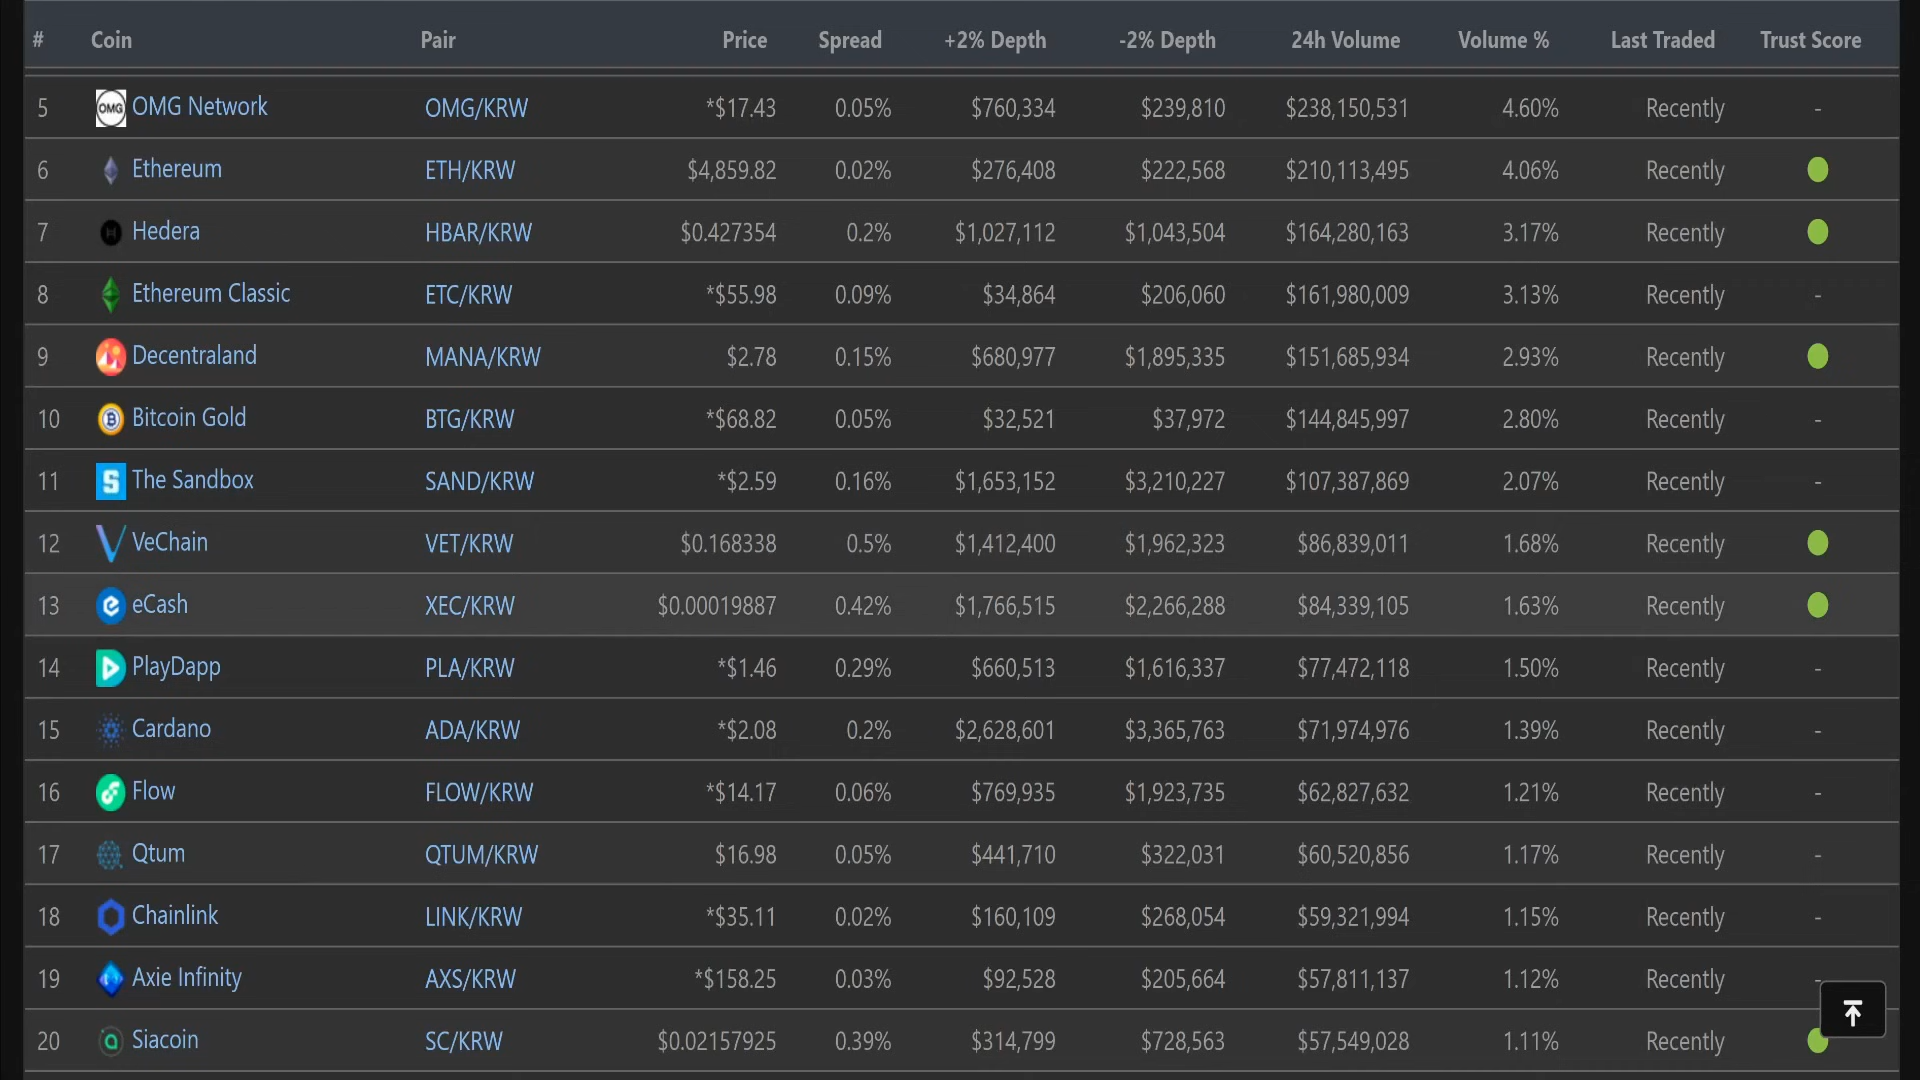 # Coin Pair Price Spread +2% Depth -2% Depth 24h Volume Volume % Last Traded Trust Score
5 OMG OMG Network OMG/KRW *$17.43 0.05% $760,334 $239,810 $238,150,531 4.60% Recently -
6 Ethereum ETH/KRW $4,859.82 0.02% $276,408 $222,568 $210,113,495 4.06% Recently
7 Hedera HBAR/KRW $0.427354 0.2% $1,027,112 $1,043,504 $164,280,163 3.17% Recently
8 Ethereum Classic ETC/KRW *$55.98 0.09% $34,864 $206,060 $161,980,009 3.13% Recently -
9 Decentraland MANA/KRW $2.78 0.15% $680,977 $1,895,335 $151,685,934 2.93% Recently
10 Bitcoin Gold BTG/KRW *$68.82 0.05% $32,521 $37,972 $144,845,997 2.80% Recently -
11 The Sandbox SAND/KRW *$2.59 0.16% $1,653,152 $3,210,227 $107,387,869 2.07% Recently -
12 VeChain VET/KRW $0.168338 0.5% $1,412,400 $1,962,323 $86,839,011 1.68% Recently
13 eCash XEC/KRW $0.00019887 0.42% $1,766,515 $2,266,288 $84,339,105 1.63% Recently
14 PlayDapp PLA/KRW *$1.46 0.29% $660,513 $1,616,337 $77,472,118 1.50% Recently -
15 Cardano ADA/KRW *$2.08 0.2% $2,628,601 $3,365,763 $71,974,976 1.39% Recently -
16 Flow FLOW/KRW *$14.17 0.06% $769,935 $1,923,735 $62,827,632 1.21% Recently -
17 Qtum QTUM/KRW $16.98 0.05% $441,710 $322,031 $60,520,856 1.17% Recently -
18 Chainlink LINK/KRW *$35.11 0.02% $160,109 $268,054 $59,321,994 1.15% Recently -
19 Axie Infinity AXS/KRW *$158.25 0.03% $92,528 $205,664 $57,811,137 1.12% Recently -
20 Siacoin SC/KRW $0.02157925 0.39% $314,799 $728,563 $57,549,028 1.11% Recently